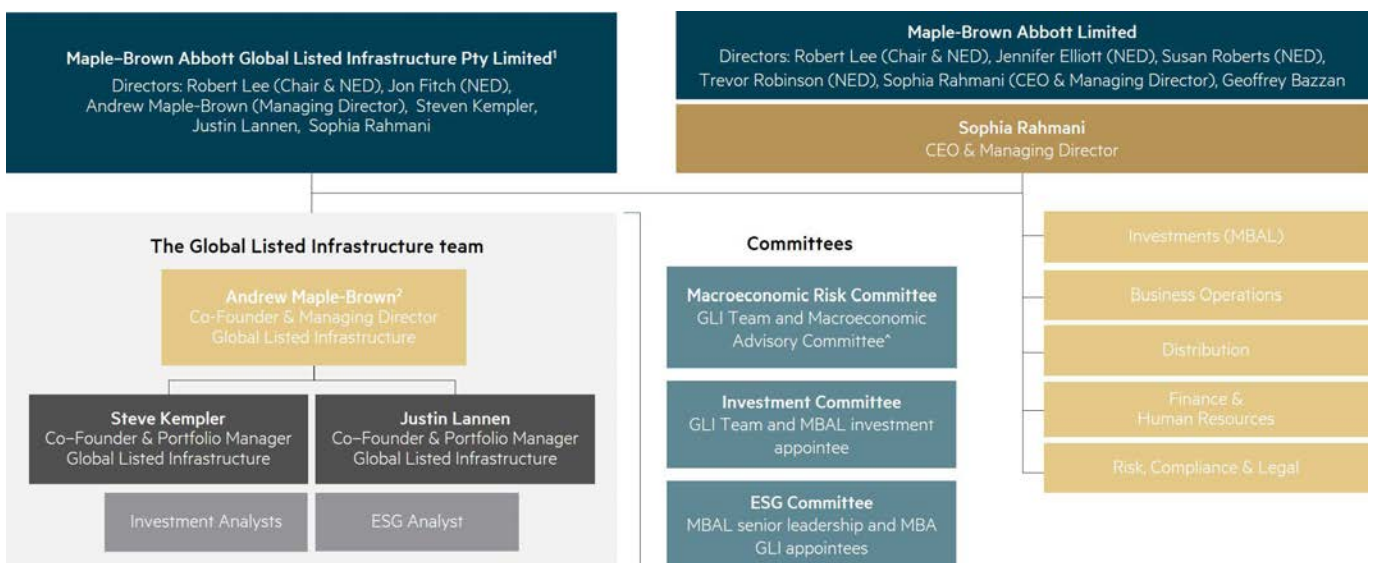 Maple–Brown Abbott Global Listed Infrastructure Pty Limited¹
Directors: Robert Lee (Chair & NED), Jon Fitch (NED),
Andrew Maple-Brown (Managing Director), Steven Kempler,
Justin Lannen, Sophia Rahmani
Maple-Brown Abbott Limited
Directors: Robert Lee (Chair & NED), Jennifer Elliott (NED), Susan Roberts (NED),
Trevor Robinson (NED), Sophia Rahmani (CEO & Managing Director), Geoffrey Bazzan
Sophia Rahmani
CEO & Managing Director
The Global Listed Infrastructure team
Andrew Maple-Brown²
Co-Founder & Managing Director
Global Listed Infrastructure
Steve Kempler
Co–Founder & Portfolio Manager
Global Listed Infrastructure
Justin Lannen
Co–Founder & Portfolio Manager
Global Listed Infrastructure
Investment Analysts
ESG Analyst
Committees
Macroeconomic Risk Committee
GLI Team and Macroeconomic
Advisory Committee^
Investment Committee
GLI Team and MBAL investment
appointee
ESG Committee
MBAL senior leadership and MBA
GLI appointees
Investments (MBAL)
Business Operations
Distribution
Finance &
Human Resources
Risk, Compliance & Legal